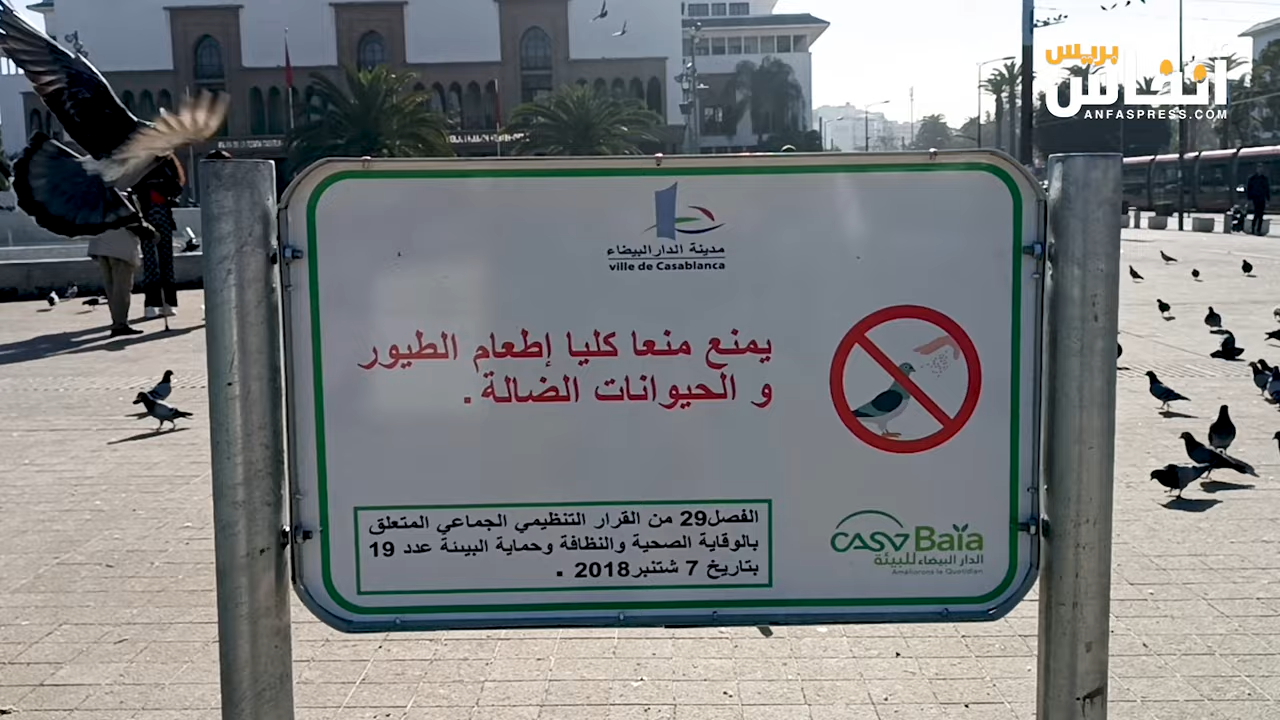 بريس
أنفاس
ANFASPRESS.COM
مدينة الدار البيضاء
ville de Casablanca
يمنع منعا كليا إطعام الطيور
و الحيوانات الضالة.
الفصل29 من القرار التنظيمي الجماعي المتعلق
بالوقاية الصحية والنظافة وحماية البيئة عدد 19
بتاريخ 7 شتنبر2018 .
CASA Baïa
الدار البيضاء للبيئة
Améliorons le Quotidien